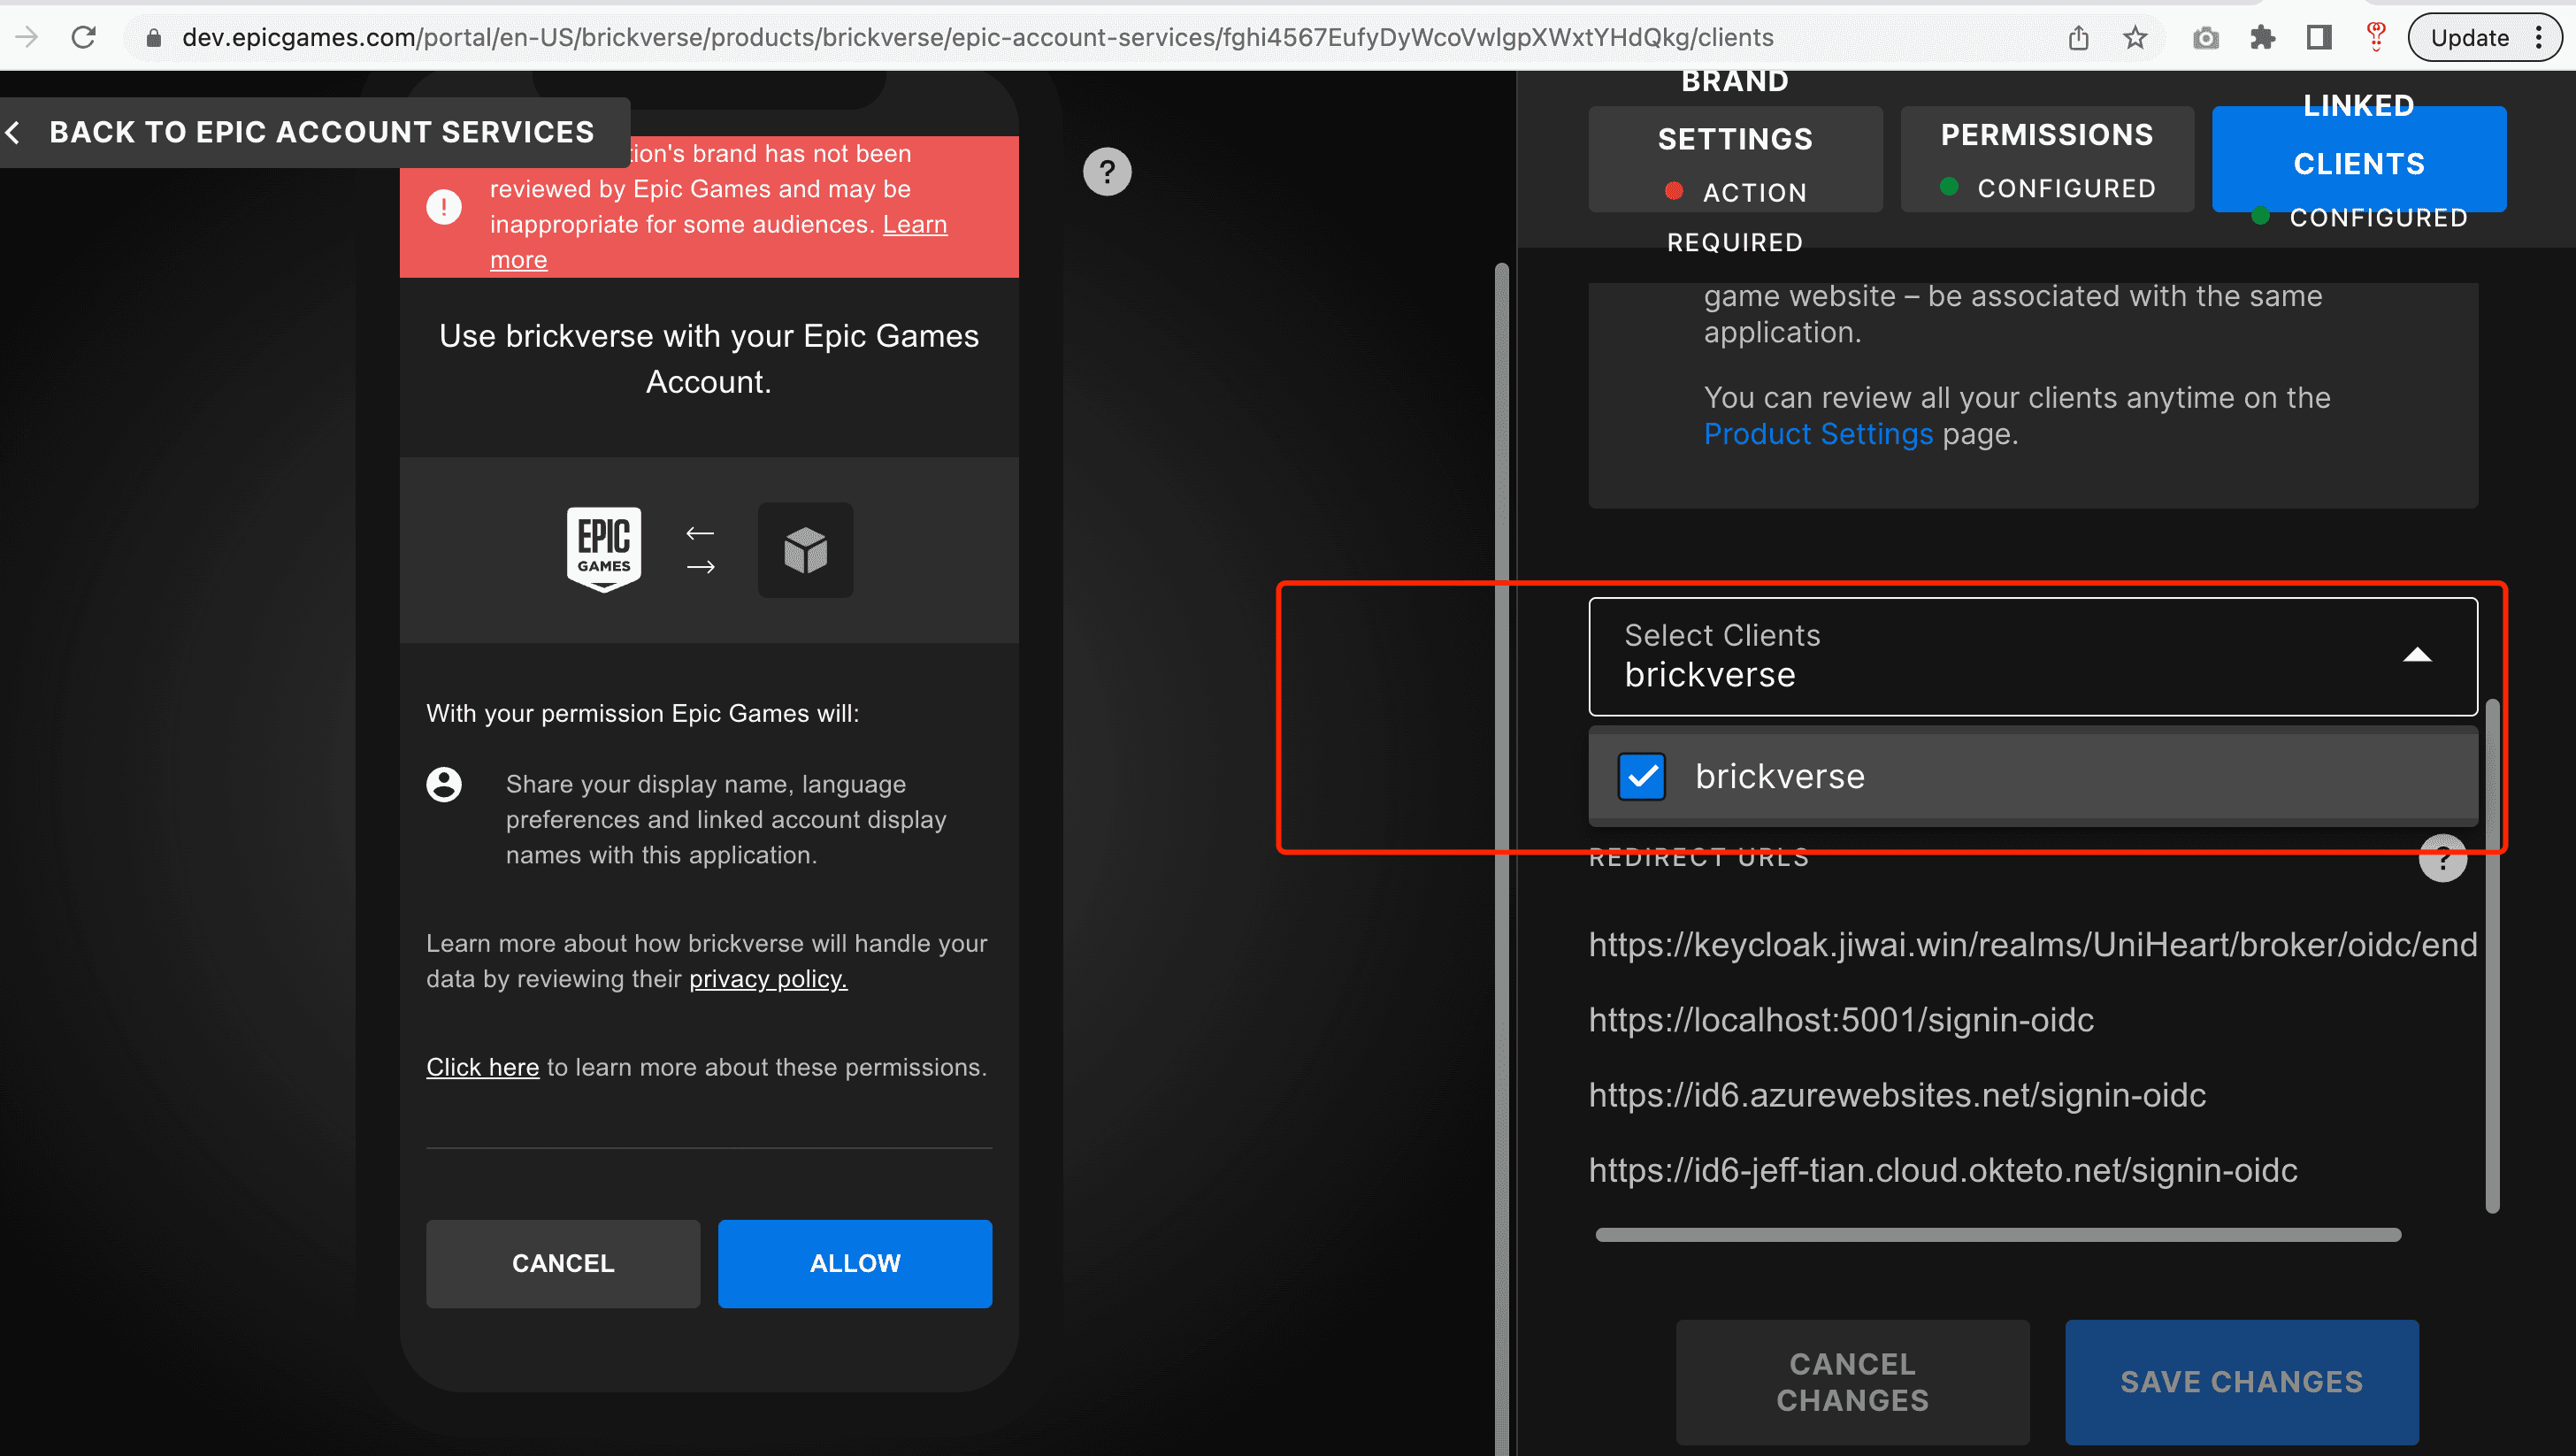 dev.epicgames.com/portal/en-US/brickverse/products/brickverse/epic-account-services/fghi4567EufyDyWcoVwlgpXWxtYHdQkg/clients
Update
BACK TO EPIC ACCOUNT SERVICES
tion's brand has not been
reviewed by Epic Games and may be
inappropriate for some audiences. Learn
more
?
Use brickverse with your Epic Games
Account.
EPIC
GAMES
With your permission Epic Games will:
Share your display name, language
preferences and linked account display
names with this application.
Learn more about how brickverse will handle your
data by reviewing their privacy policy.
Click here to learn more about these permissions.
CANCEL
ALLOW
BRAND
SETTINGS
ACTION
REQUIRED
PERMISSIONS
CONFIGURED
LINKED
CLIENTS
CONFIGURED
game website – be associated with the same
application.
You can review all your clients anytime on the
Product Settings page.
Select Clients
brickverse
brickverse
REDIRECT URLS
?
https://keycloak.jiwai.win/realms/UniHeart/broker/oidc/end
https://localhost:5001/signin-oidc
https://id6.azurewebsites.net/signin-oidc
https://id6-jeff-tian.cloud.okteto.net/signin-oidc
CANCEL
CHANGES
SAVE CHANGES